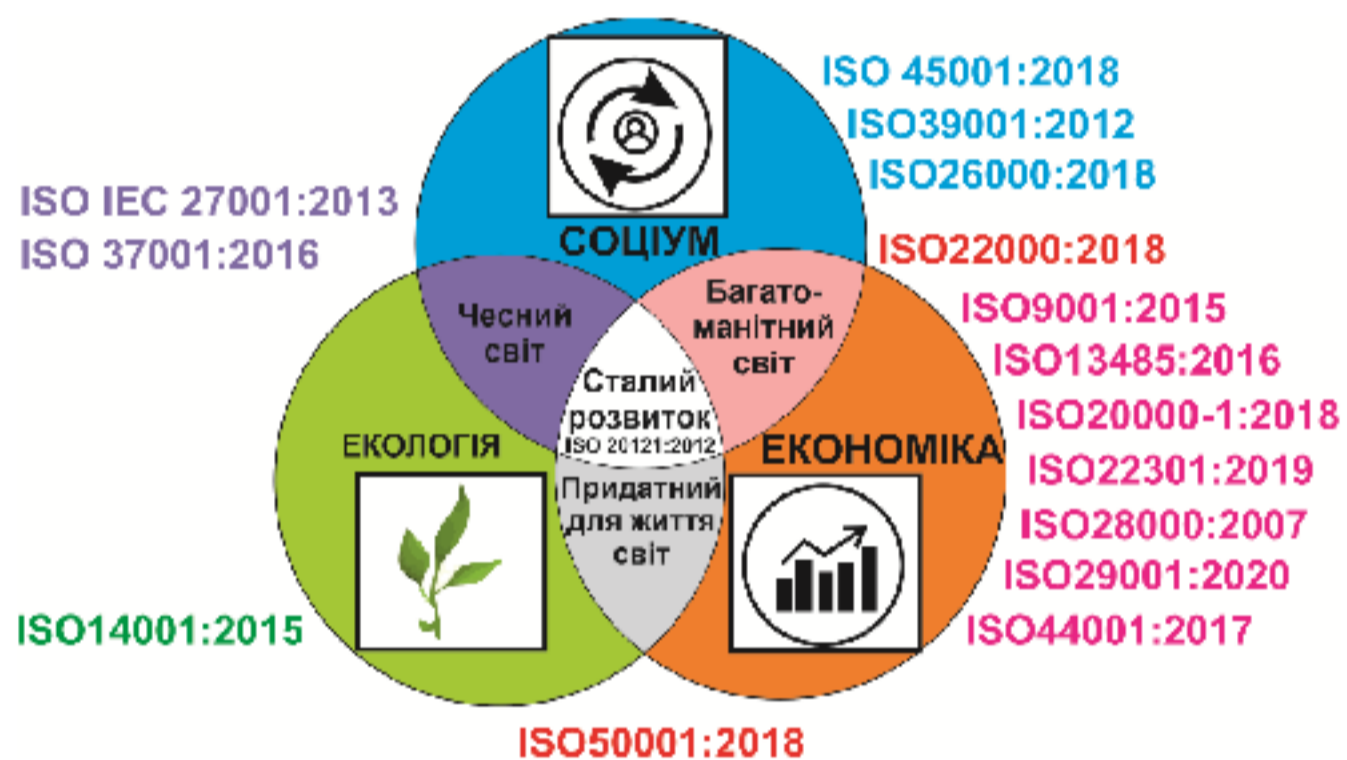 ISO 45001:2018
ISO39001:2012
ISO26000:2018
ISO IEC 27001:2013
ISO 37001:2016
СОЦІУМ
ISO22000:2018
Чесний
світ
Багато-
манітний
світ
ISO9001:2015
ISO13485:2016
ISO20000-1:2018
ISO22301:2019
ISO28000:2007
ISO29001:2020
ISO44001:2017
Сталий
розвиток
ISO 20121:2012
ЕКОЛОГІЯ
ЕКОНОМІКА
Придатний
для життя
світ
ISO14001:2015
ISO50001:2018